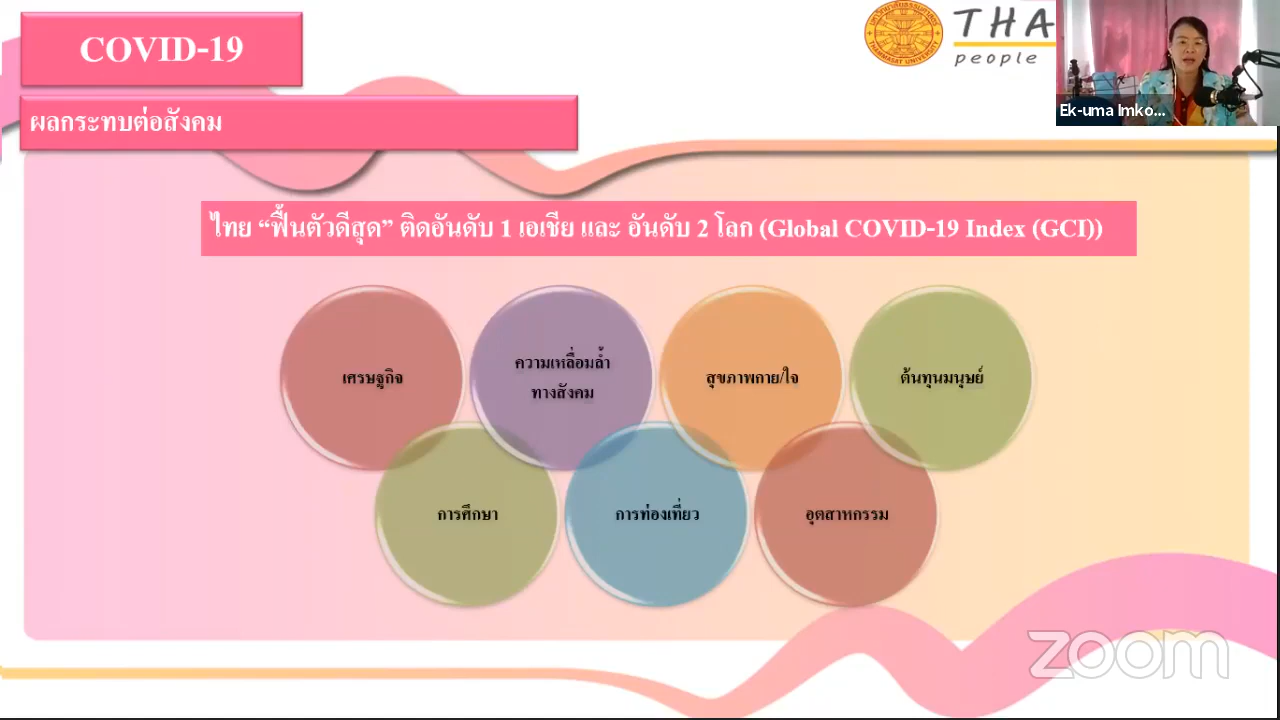 COVID-19
ผลกระทบต่อสังคม
THA
people
Ek-uma Imko...
ไทย “ฟื้นตัวดีสุด” ติดอันดับ 1 เอเชีย และ อันดับ 2 โลก (Global COVID-19 Index (GCI))
เศรษฐกิจ
ความเหลื่อมล้ำ
ทางสังคม
สุขภาพกาย/ใจ
ต้นทุนมนุษย์
การศึกษา
การท่องเที่ยว
อุตสาหกรรม
zoom